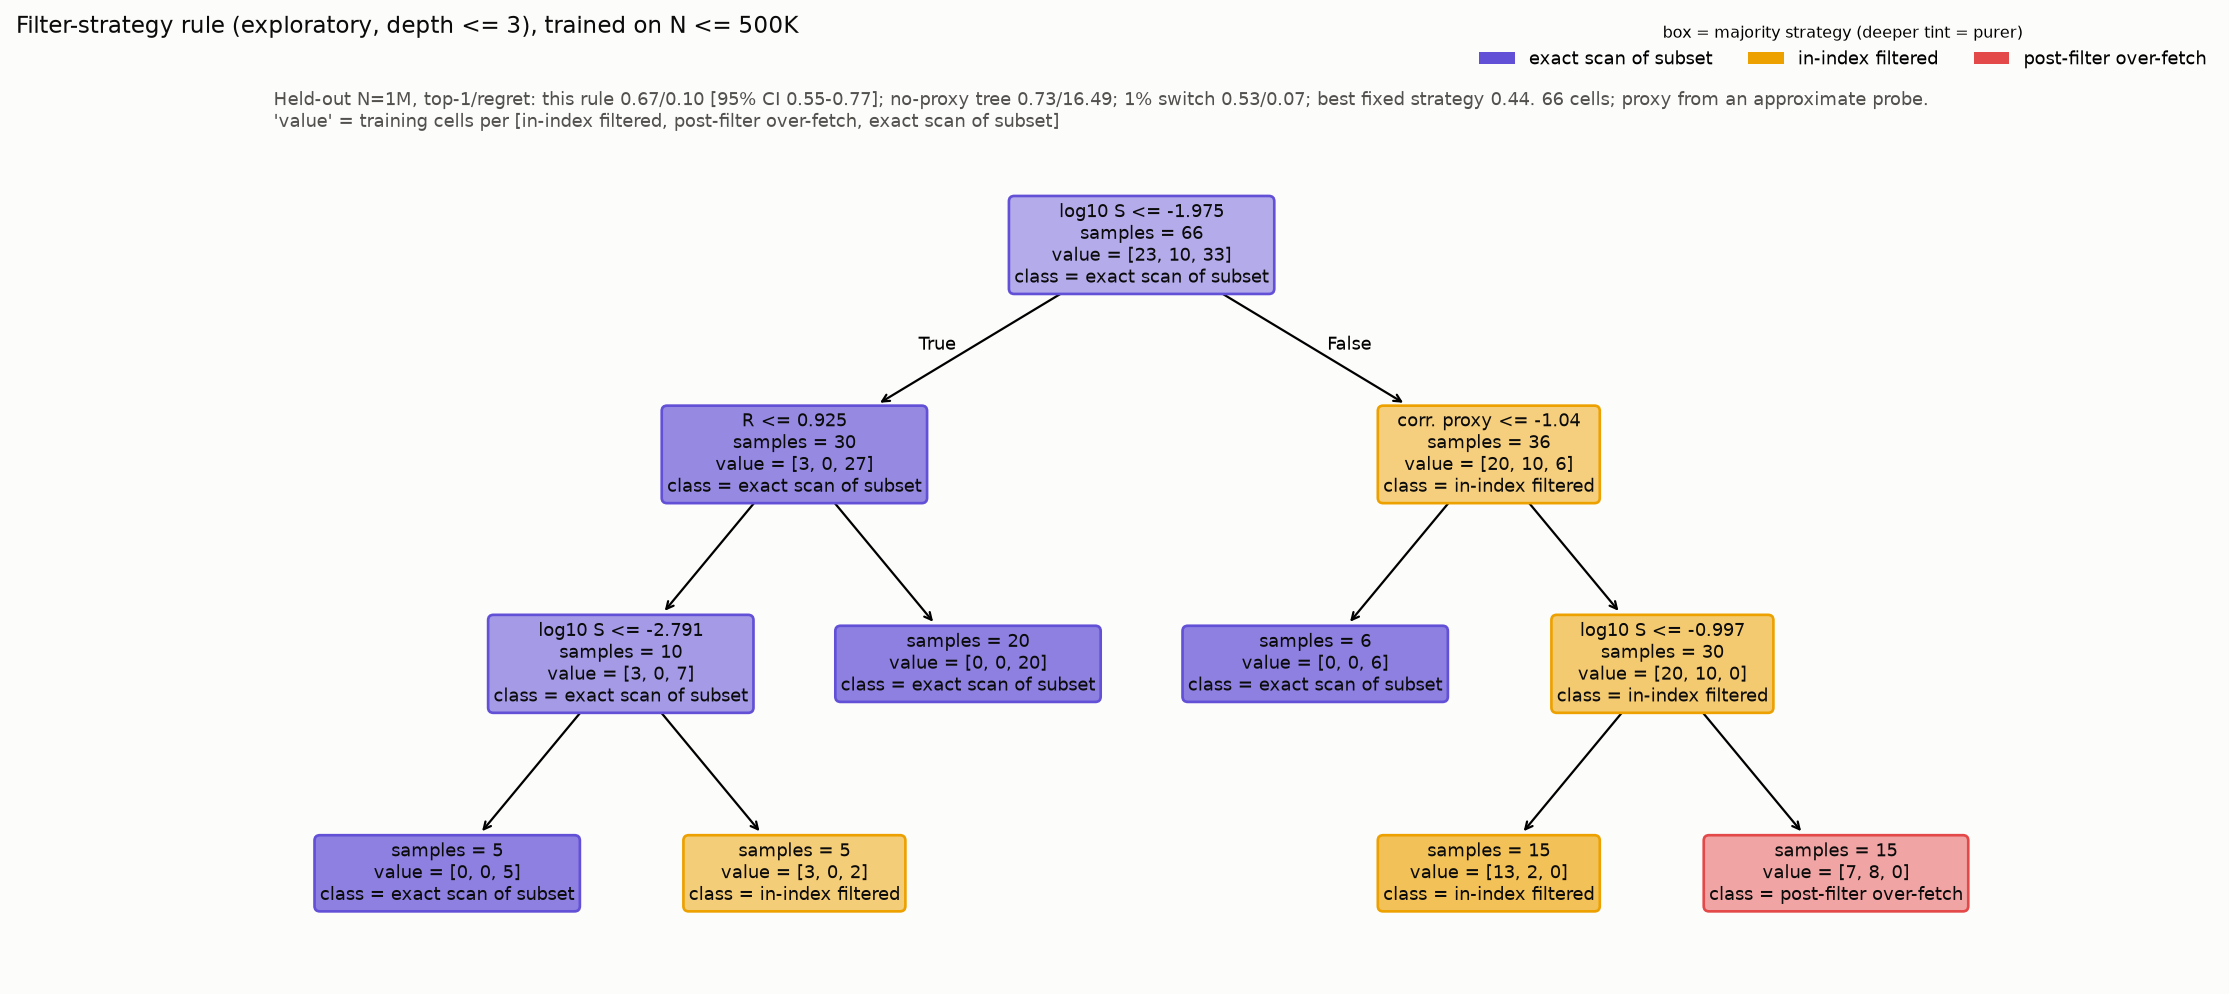 Filter-strategy rule (exploratory, depth <= 3), trained on N <= 500K
box = majority strategy (deeper tint = purer)
exact scan of subset
in-index filtered
post-filter over-fetch
Held-out N=1M, top-1/regret: this rule 0.67/0.10 [95% CI 0.55-0.77]; no-proxy tree 0.73/16.49; 1% switch 0.53/0.07; best fixed strategy 0.44. 66 cells; proxy from an approximate probe.
'value' = training cells per [in-index filtered, post-filter over-fetch, exact scan of subset]
log10 S <= -1.975
samples = 66
value = [23, 10, 33]
class = exact scan of subset
True
False
R <= 0.925
samples = 30
value = [3, 0, 27]
class = exact scan of subset
corr. proxy <= -1.04
samples = 36
value = [20, 10, 6]
class = in-index filtered
log10 S <= -2.791
samples = 10
value = [3, 0, 7]
class = exact scan of subset
samples = 20
value = [0, 0, 20]
class = exact scan of subset
samples = 6
value = [0, 0, 6]
class = exact scan of subset
log10 S <= -0.997
samples = 30
value = [20, 10, 0]
class = in-index filtered
samples = 5
value = [0, 0, 5]
class = exact scan of subset
samples = 5
value = [3, 0, 2]
class = in-index filtered
samples = 15
value = [13, 2, 0]
class = in-index filtered
samples = 15
value = [7, 8, 0]
class = post-filter over-fetch